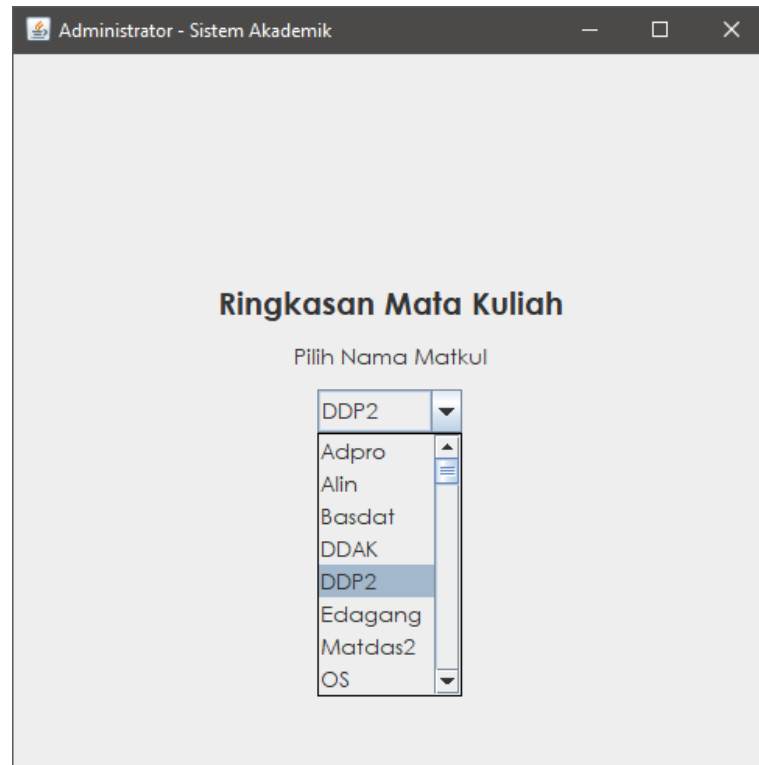 Administrator - Sistem Akademik
Ringkasan Mata Kuliah
Pilih Nama Matkul
DDP2
Adpro
Alin
Basdat
DDAK
DDP2
Edagang
Matdas2
OS